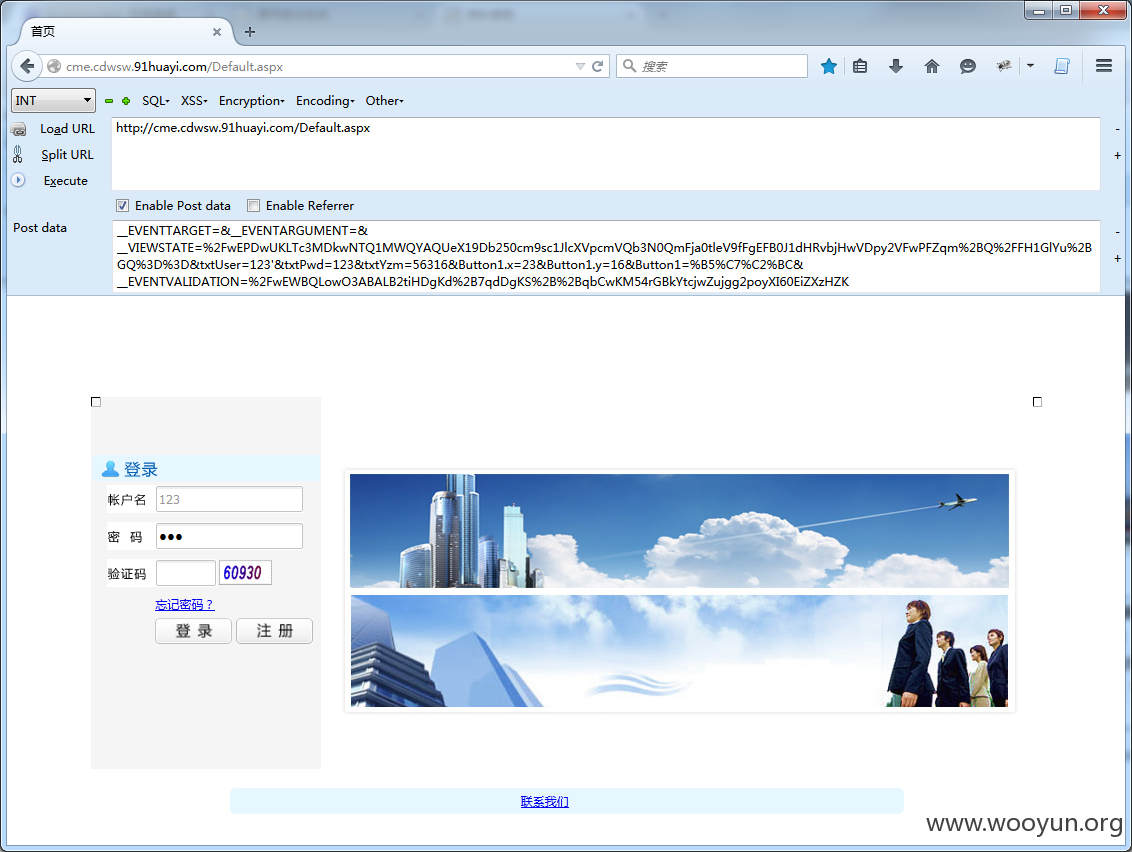 首页
cme.cdwsw.91huayi.com/Default.aspx
搜索
INT
SQL
XSS
Encryption
Encoding
Other
Load URL
http://cme.cdwsw.91huayi.com/Default.aspx
Split URL
Execute
Enable Post data
Enable Referrer
Post data
__EVENTTARGET=&__EVENTARGUMENT=&
__VIEWSTATE=%2FwEPDwUKLTc3MDkwNTQ1MWQYAQUeX19Db250cm9sc1JlcXVpcmVQb3N0QmFja0tleV9fFgEFB0J1dHRvbjHwVDpy2VFwPFZqm%2BQ%2FFH1GlYu%2B
GQ%3D%3D&txtUser=123'&txtPwd=123&txtYzm=56316&Button1.x=23&Button1.y=16&Button1=%B5%C7%C2%BC&
__EVENTVALIDATION=%2FwEWBQLowO3ABALB2tiHDgKd%2B7qdDgKS%2B%2BqbCwKM54rGBkYtcjwZujgg2poyXI60EiZXzHZK
登录
帐户名 123
密 码
验证码 60930
忘记密码？
登 录 注 册
联系我们
www.wooyun.org